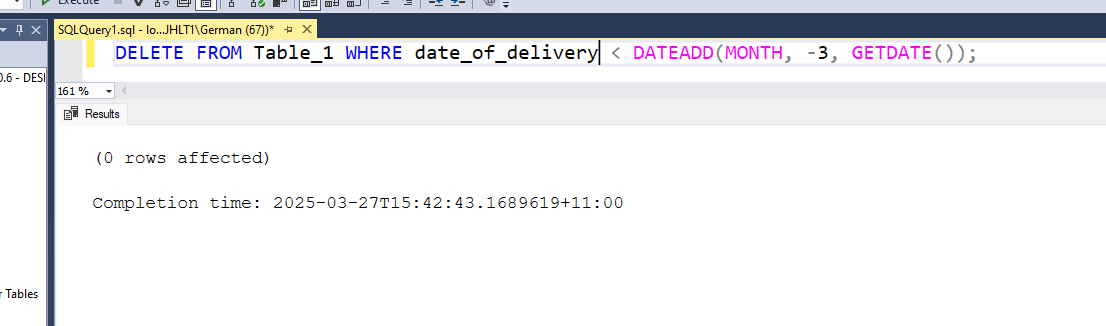 Execute
SQLQuery1.sql - lo...JHLT1\German (67))*
DELETE FROM Table_1 WHERE date_of_delivery < DATEADD(MONTH, -3, GETDATE());
0.6 - DESI
161 %
Results
(0 rows affected)
Completion time: 2025-03-27T15:42:43.1689619+11:00
r Tables